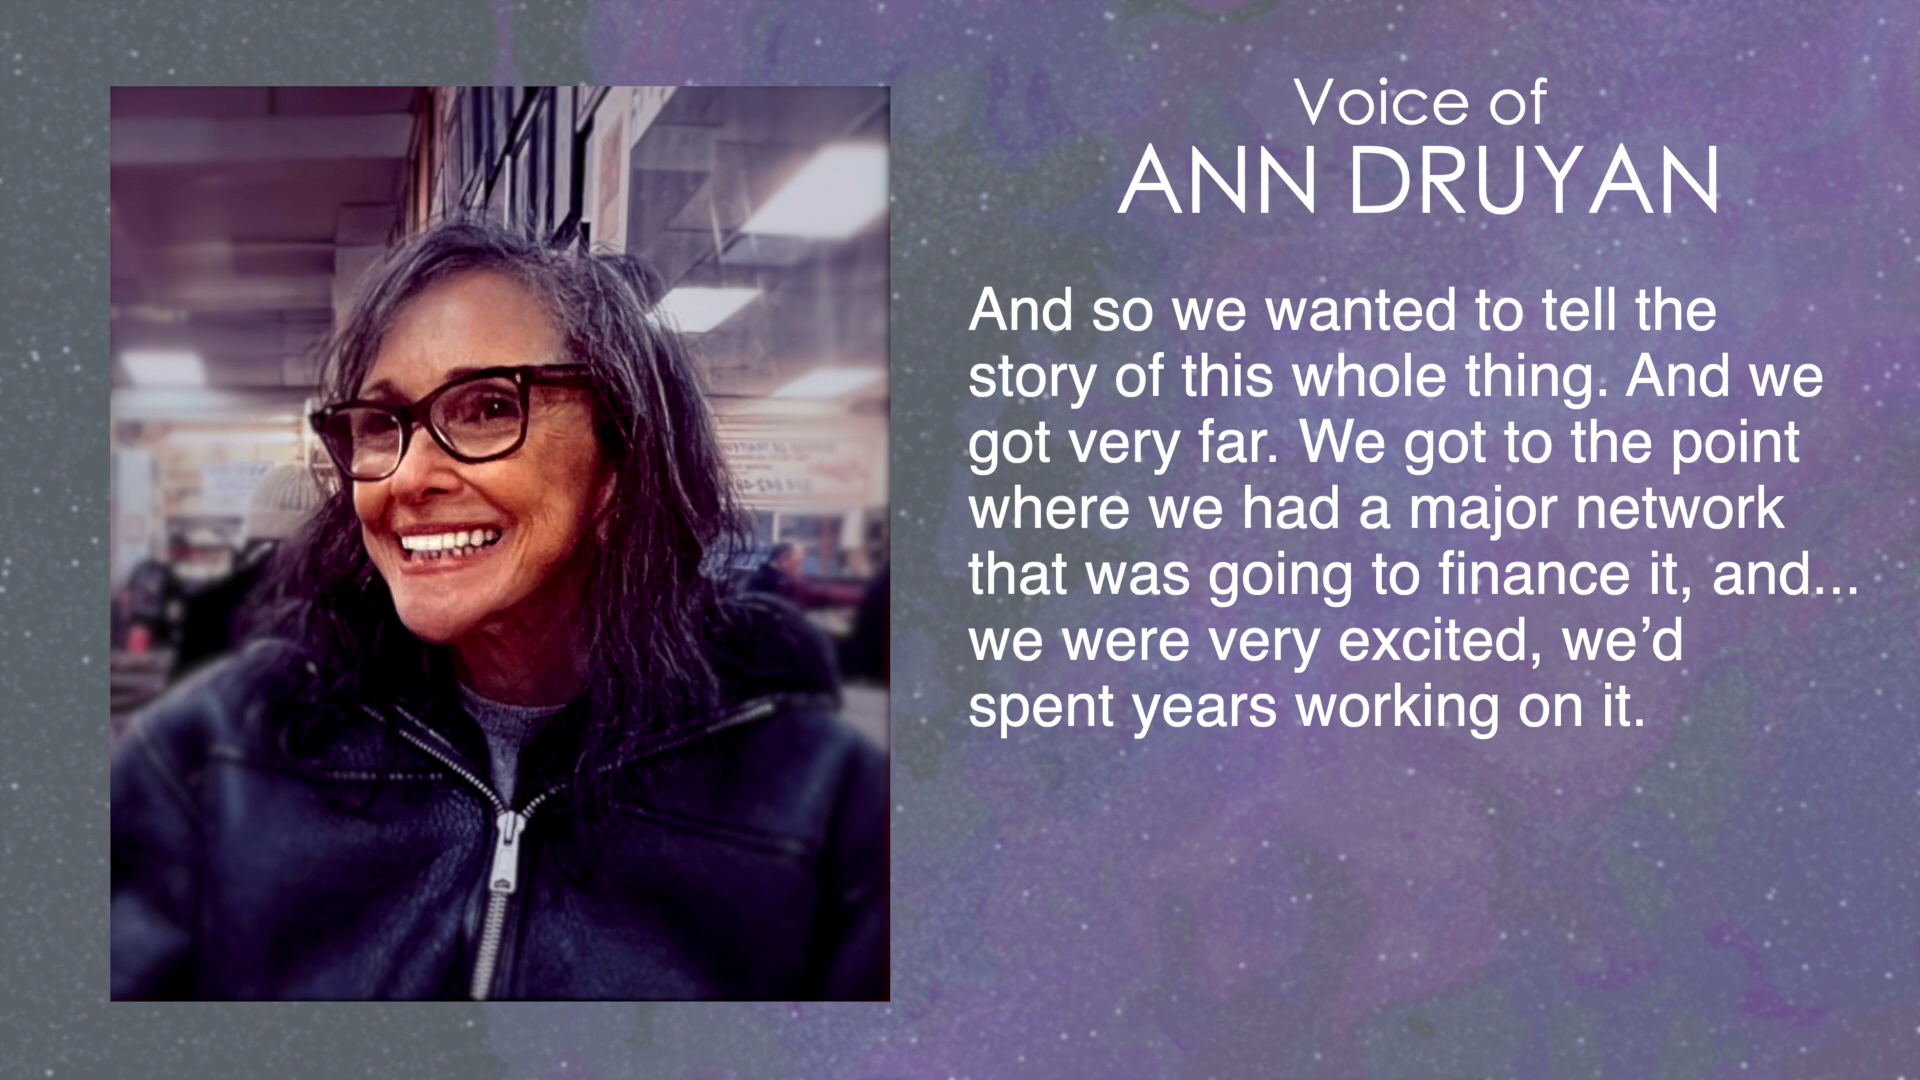 Voice of
ANN DRUYAN
And so we wanted to tell the
story of this whole thing. And we
got very far. We got to the point
where we had a major network
that was going to finance it, and...
we were very excited, we’d
spent years working on it.